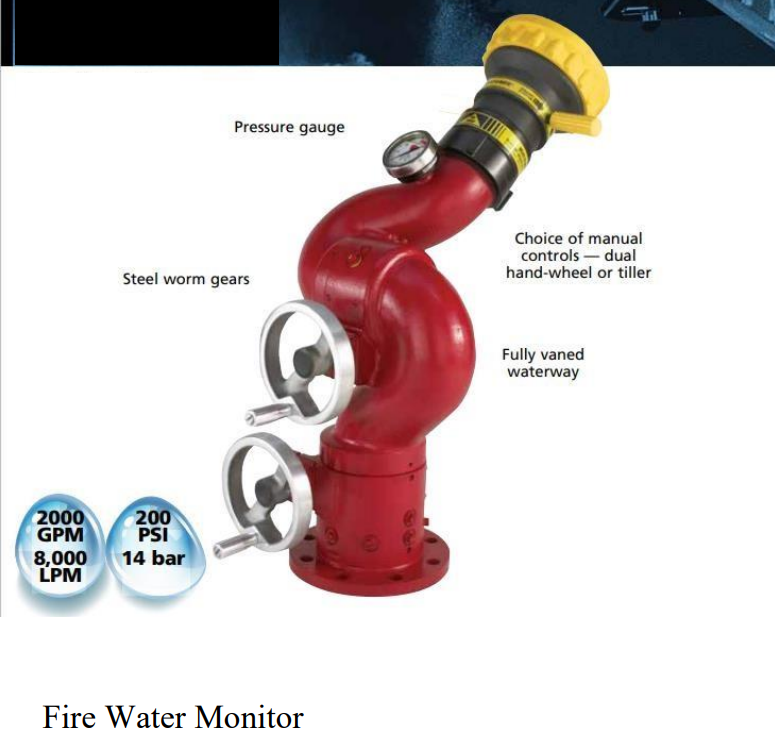 Pressure gauge
Choice of manual
controls — dual
hand-wheel or tiller
Steel worm gears
Fully vaned
waterway
2000
GPM
8,000
LPM
200
PSI
14 bar
Fire Water Monitor